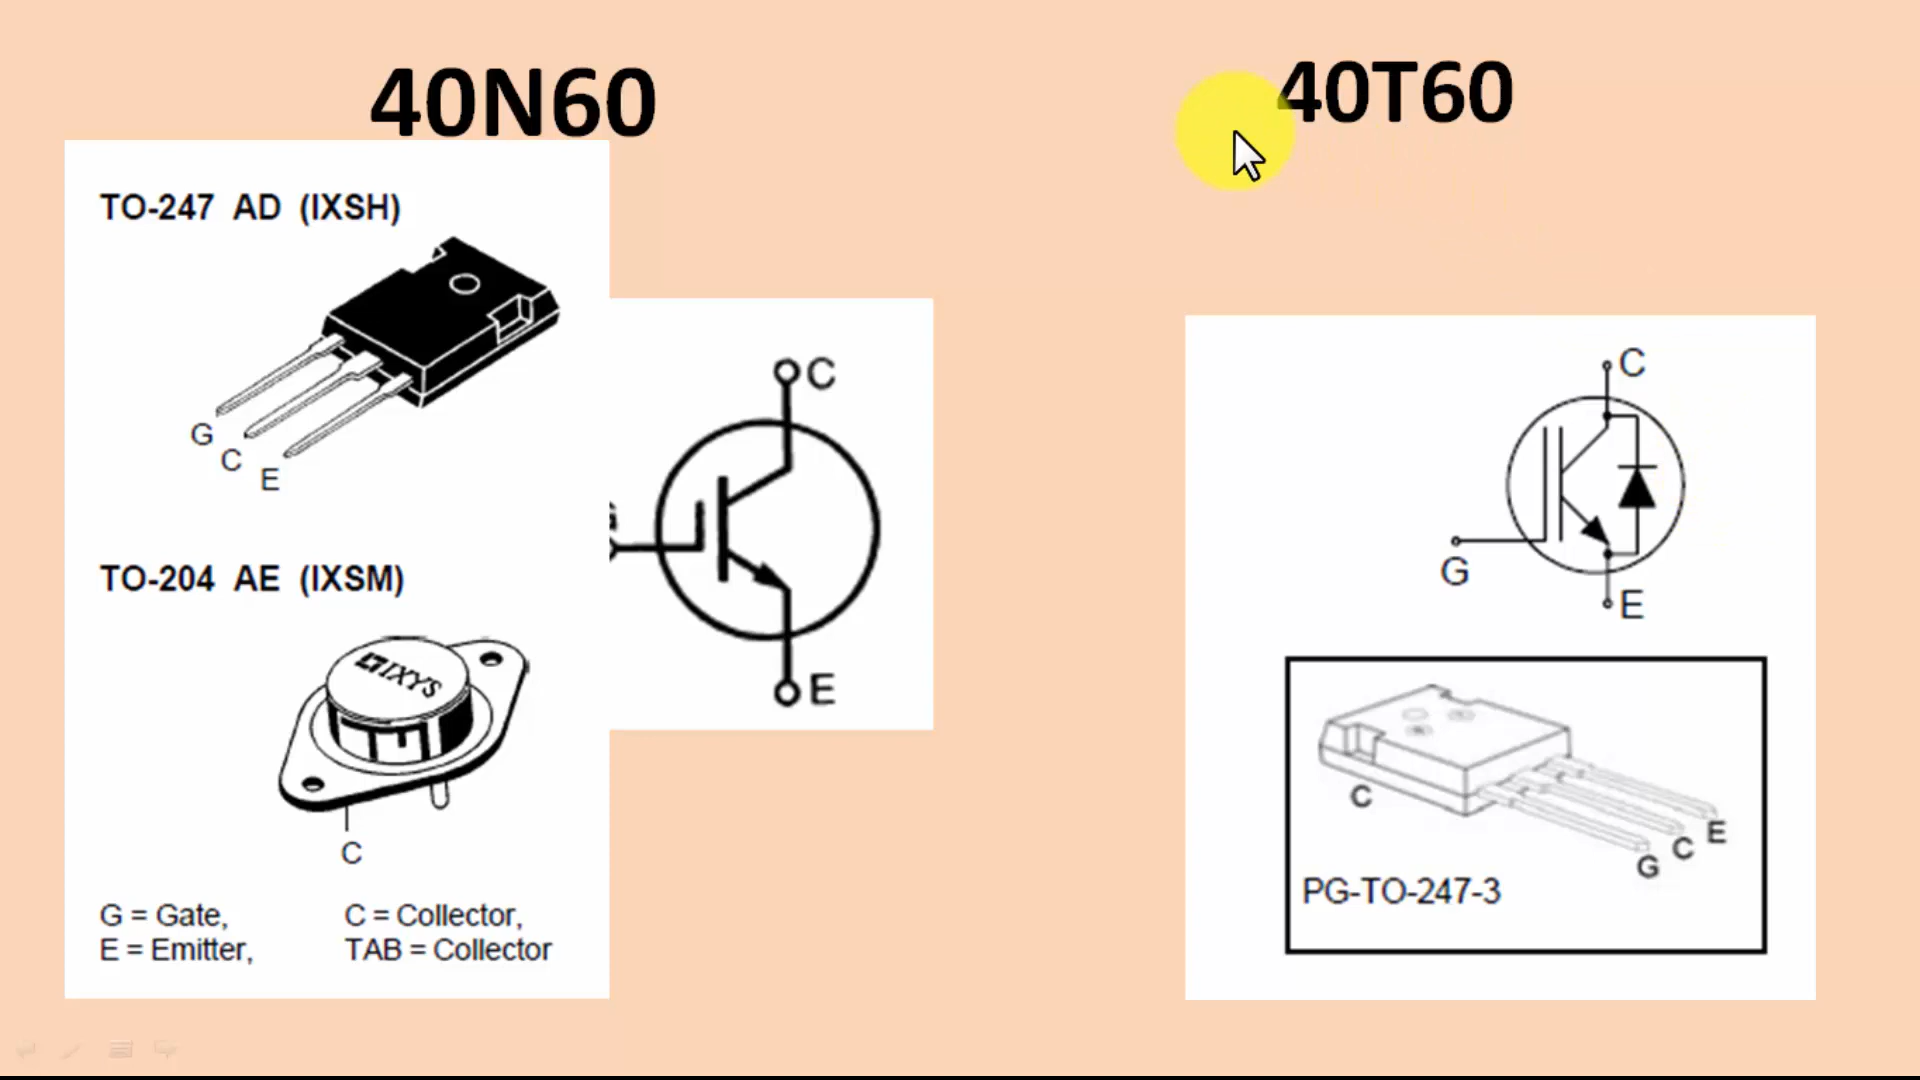 40N60
40T60
TO-247 AD (IXSH)
G
C
E
TO-204 AE (IXSM)
IXYS
C
G = Gate, C = Collector,
E = Emitter, TAB = Collector
C
E
C
G
E
C
E
C
G
PG-TO-247-3